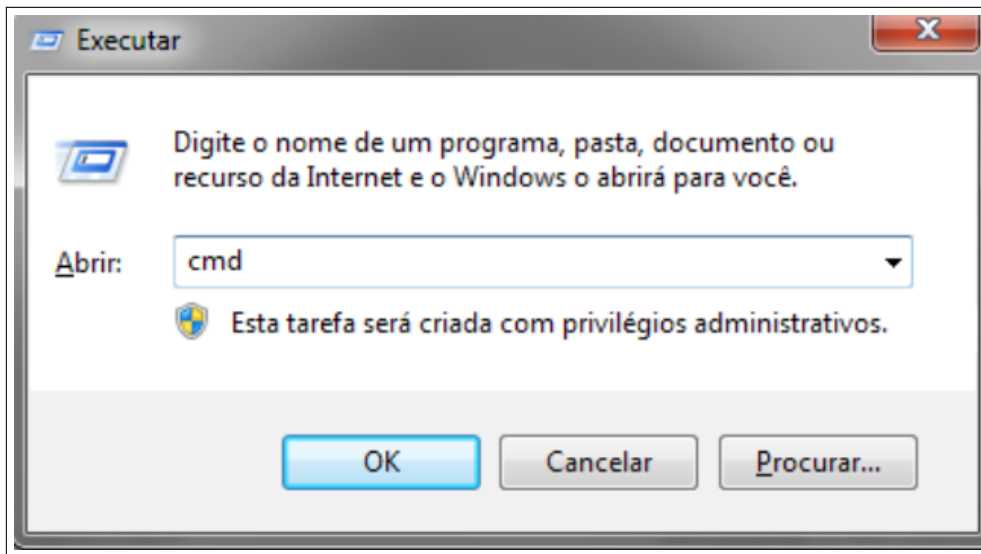 Executar
Digite o nome de um programa, pasta, documento ou
recurso da Internet e o Windows o abrirá para você.
Abrir:
cmd
Esta tarefa será criada com privilégios administrativos.
OK
Cancelar
Procurar...